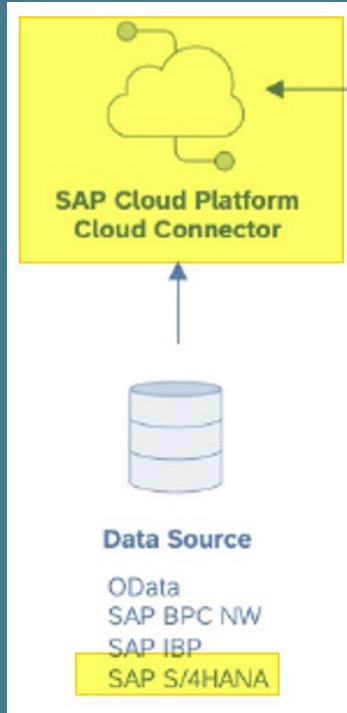 SAP Cloud Platform
Cloud Connector
Data Source
OData
SAP BPC NW
SAP IBP
SAP S/4HANA